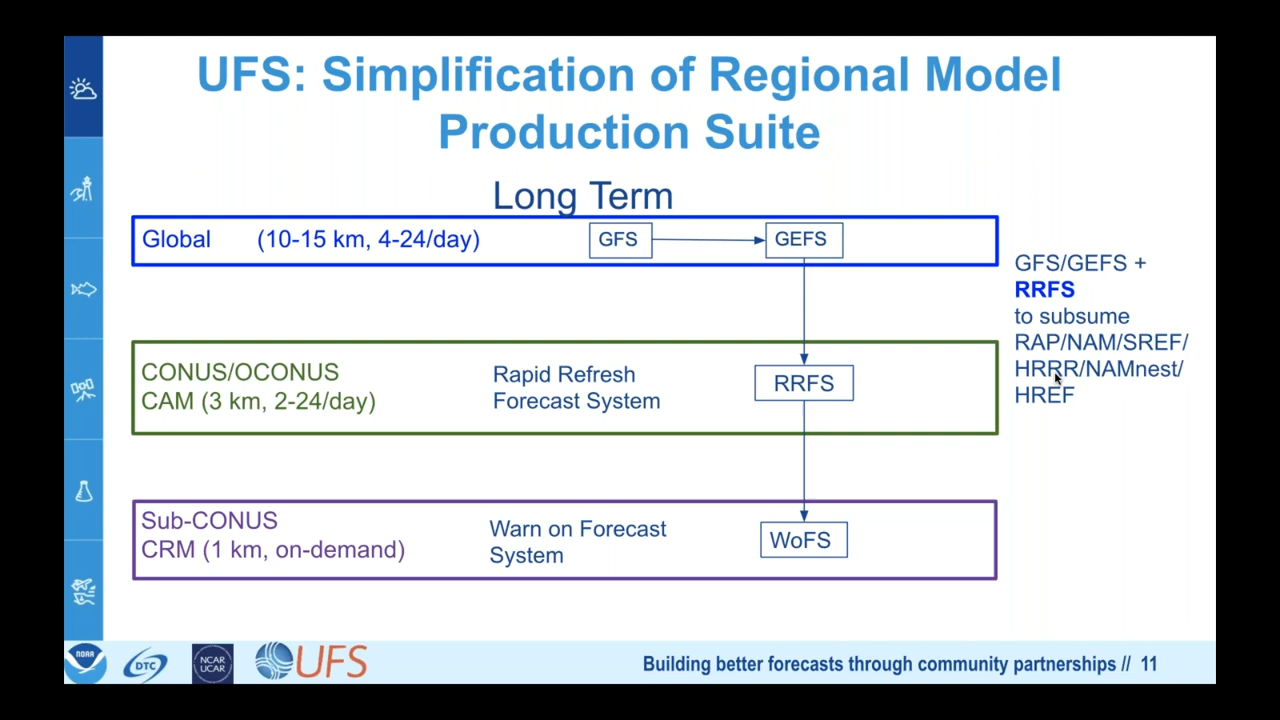 UFS: Simplification of Regional Model
Production Suite
Long Term
Global (10-15 km, 4-24/day)
GFS
GEFS
GFS/GEFS +
RRFS
to subsume
RAP/NAM/SREF/
HRRR/NAMnest/
HREF
CONUS/OCONUS
CAM (3 km, 2-24/day)
Rapid Refresh
Forecast System
RRFS
Sub-CONUS
CRM (1 km, on-demand)
Warn on Forecast
System
WoFS
NOAA
DTC
NCAR
UCAR
UFS
Building better forecasts through community partnerships // 11